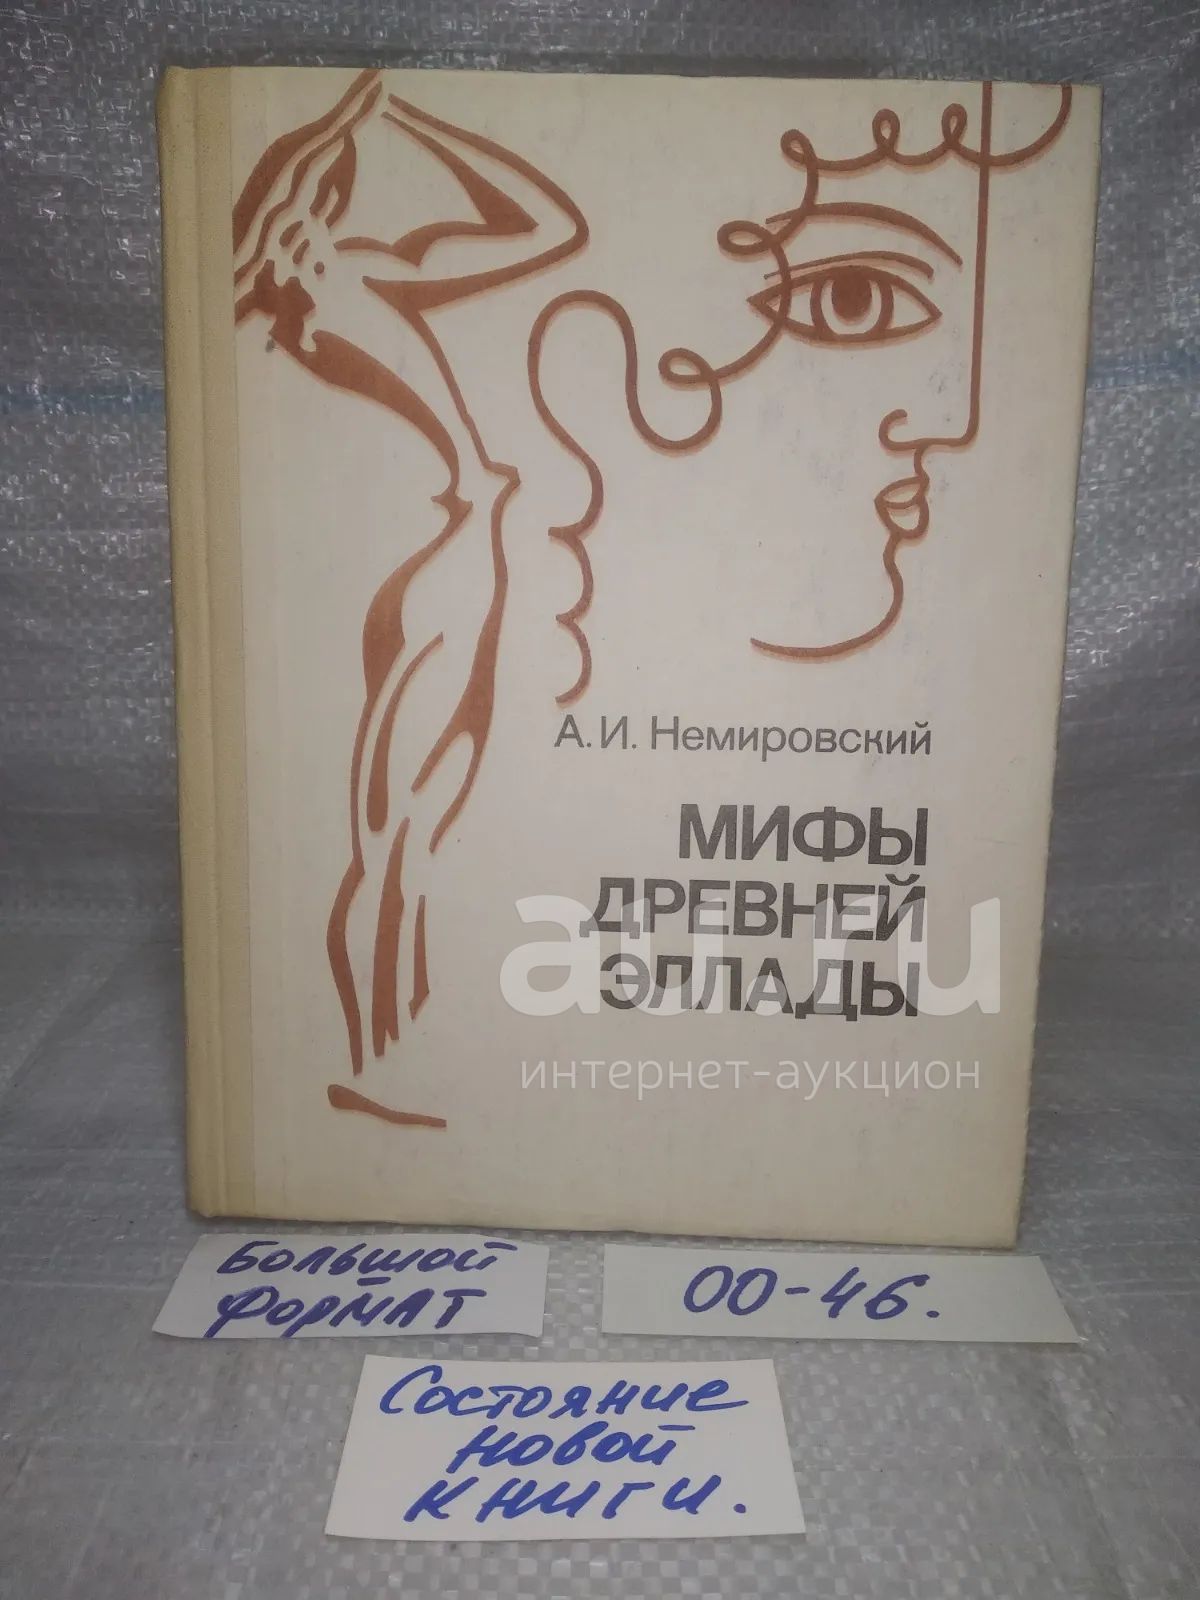 А. И. Немировский
МИФЫ
ДРЕВНЕЙ
ЭЛЛАДЫ
au.ru
интернет-аукцион
Большой
формат
00-46.
Состояние
новой
книги.